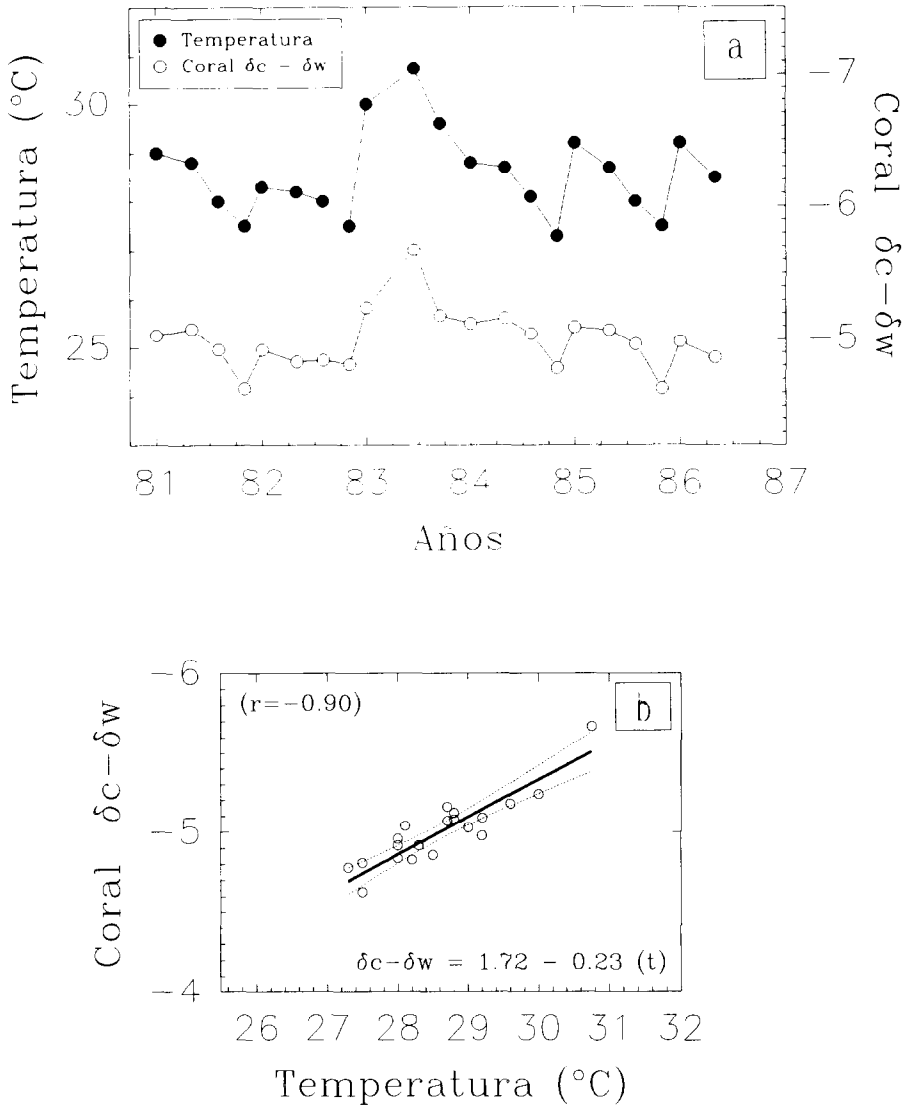 Temperatura
Coral δc − δw
a
Temperatura (°C)
30
25
−7
−6
−5
Coral δc−δw
81 82 83 84 85 86 87
Años
(r=−0.90)
b
Coral δc−δw
−6
−5
−4
δc−δw = 1.72 − 0.23 (t)
26 27 28 29 30 31 32
Temperatura (°C)